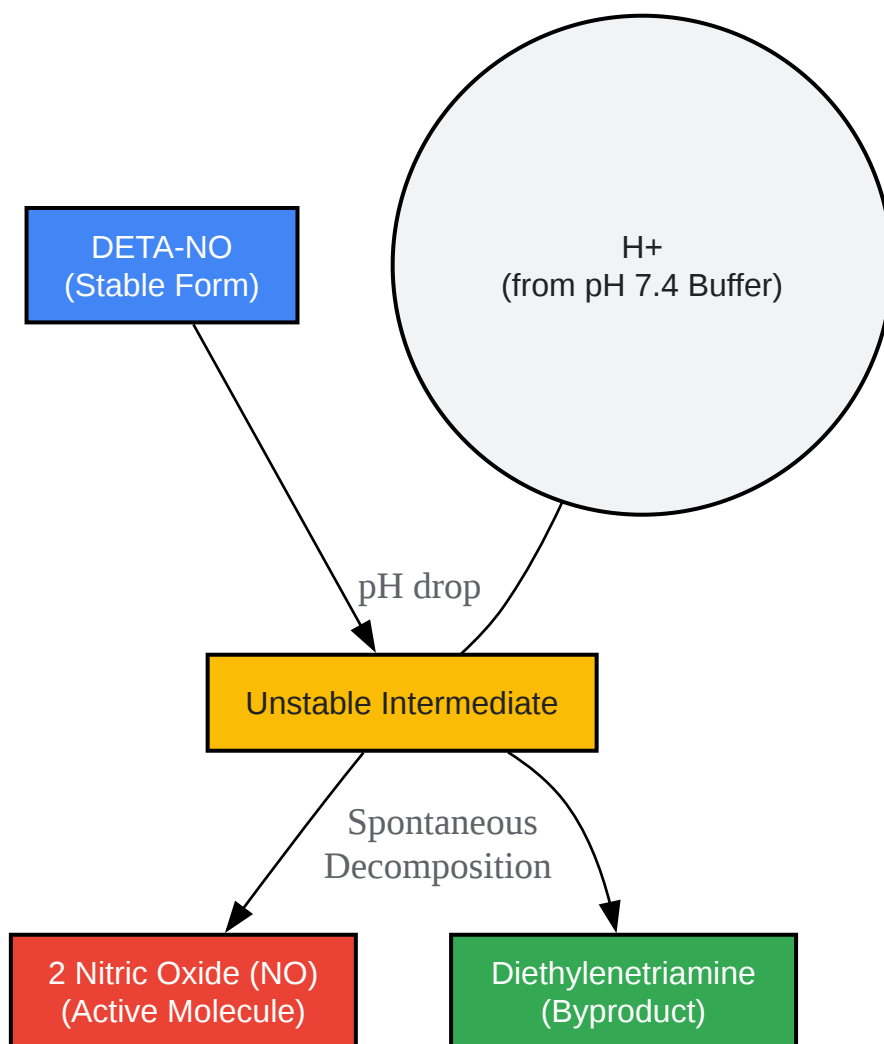 DETA-NO
(Stable Form)
H+
(from pH 7.4 Buffer)
pH drop
Unstable Intermediate
Spontaneous
Decomposition
2 Nitric Oxide (NO)
(Active Molecule)
Diethylenetriamine
(Byproduct)